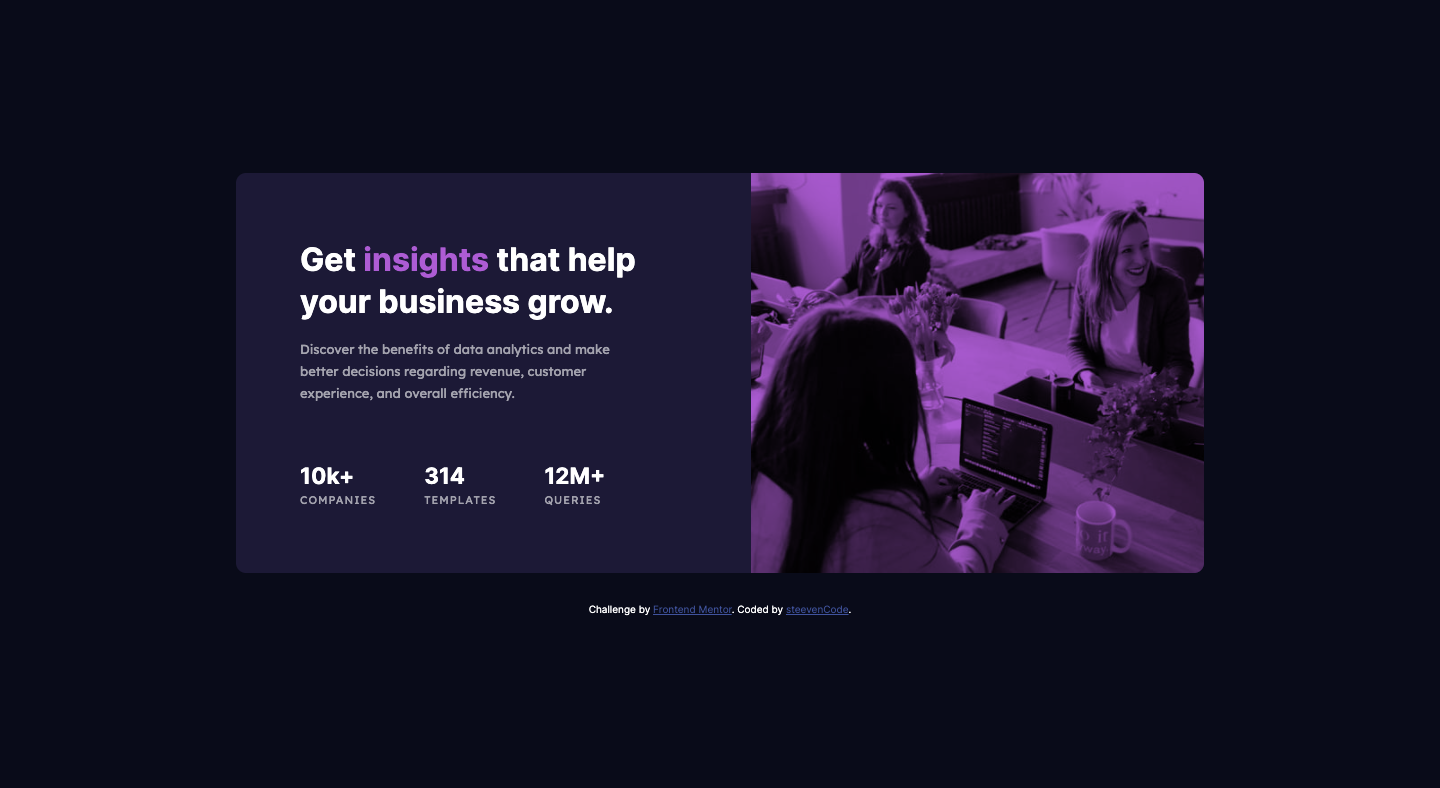 Get insights that help
your business grow.
Discover the benefits of data analytics and make
better decisions regarding revenue, customer
experience, and overall efficiency.
10k+ 314 12M+
COMPANIES TEMPLATES QUERIES
Challenge by Frontend Mentor. Coded by steevenCode.